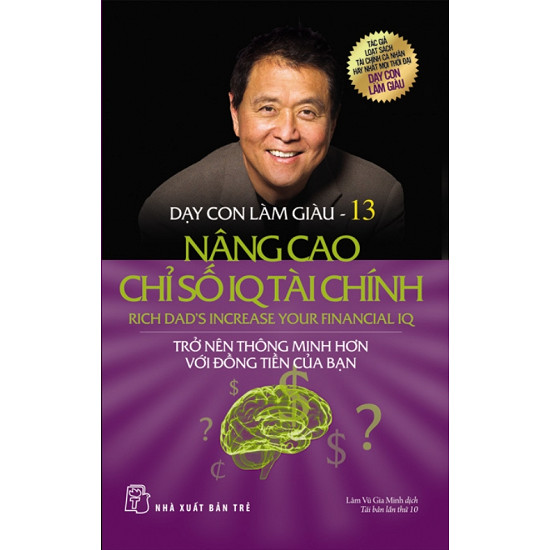 TÁC GIẢ
LOẠT SÁCH
TÀI CHÍNH CÁ NHÂN
HAY NHẤT MỌI THỜI ĐẠI
DẠY CON
LÀM GIÀU
DẠY CON LÀM GIÀU - 13
NÂNG CAO
CHỈ SỐ IQ TÀI CHÍNH
RICH DAD'S INCREASE YOUR FINANCIAL IQ
TRỞ NÊN THÔNG MINH HƠN
VỚI ĐỒNG TIỀN CỦA BẠN
$
$
$
$
?
?
¢
¢
NHÀ XUẤT BẢN TRẺ
Lâm Vũ Gia Minh dịch
Tái bản lần thứ 10